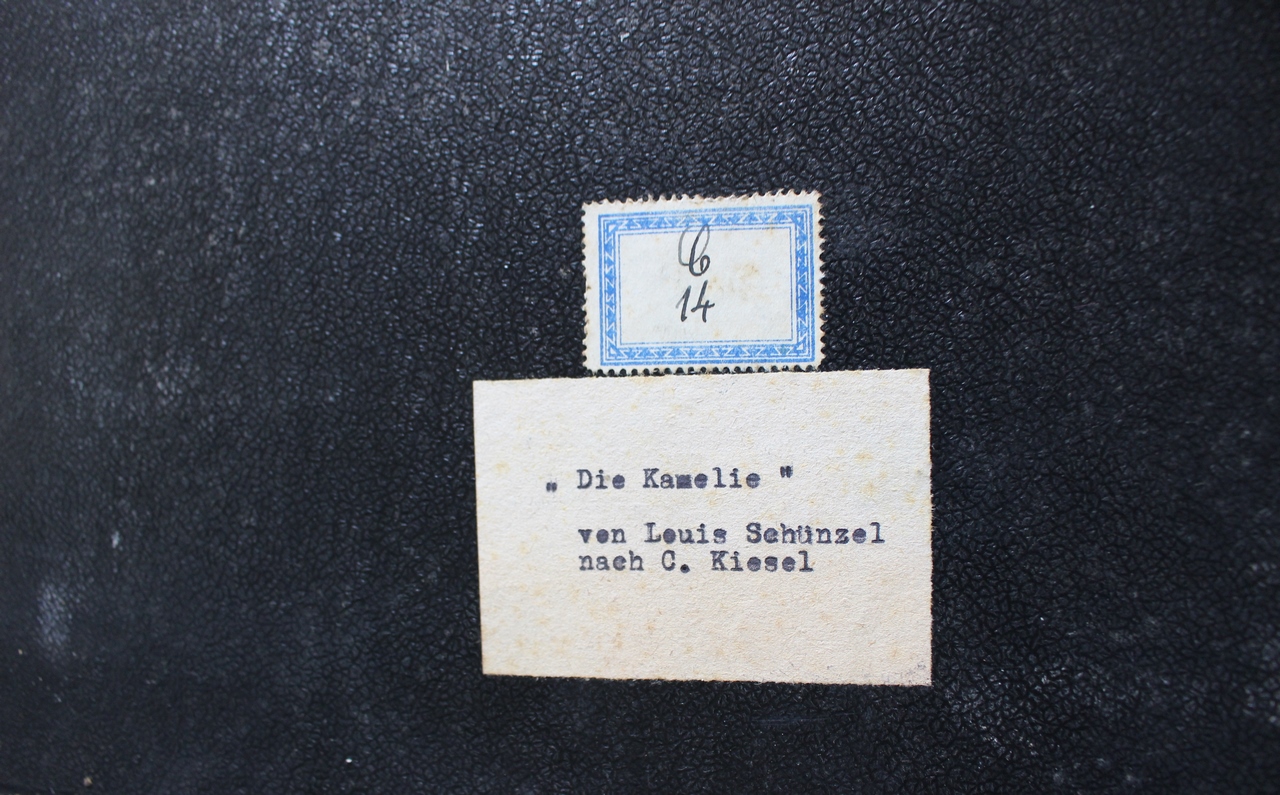 C
14
„ Die Kamelie "
von Louis Schünzel
nach C. Kiesel